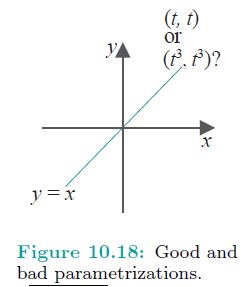 (t, t)
or
(t³, t³)?
y
x
y = x
Figure 10.18: Good and
bad parametrizations.